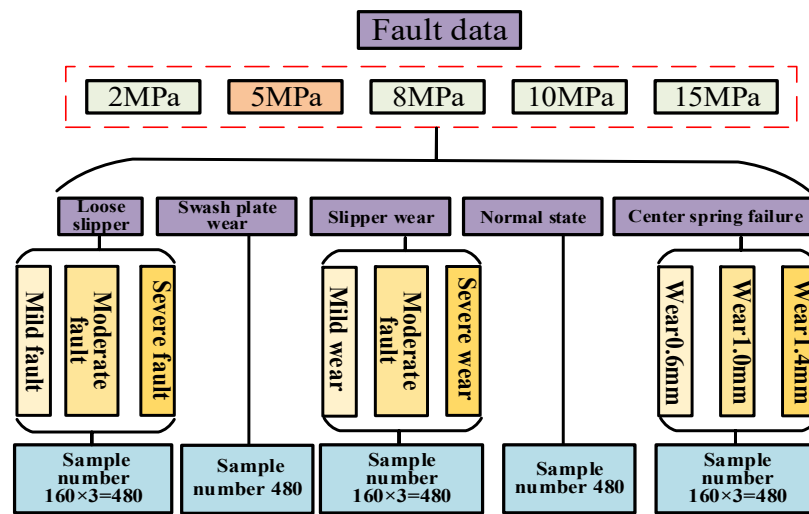 Fault data
2MPa
5MPa
8MPa
10MPa
15MPa
Loose
slipper
Swash plate
wear
Slipper wear
Normal state
Center spring failure
Mild fault
Moderate
fault
Severe fault
Mild wear
Moderate
fault
Severe wear
Wear0.6mm
Wear1.0mm
Wear1.4mm
Sample
number
160×3=480
Sample
number 480
Sample
number
160×3=480
Sample
number 480
Sample
number
160×3=480